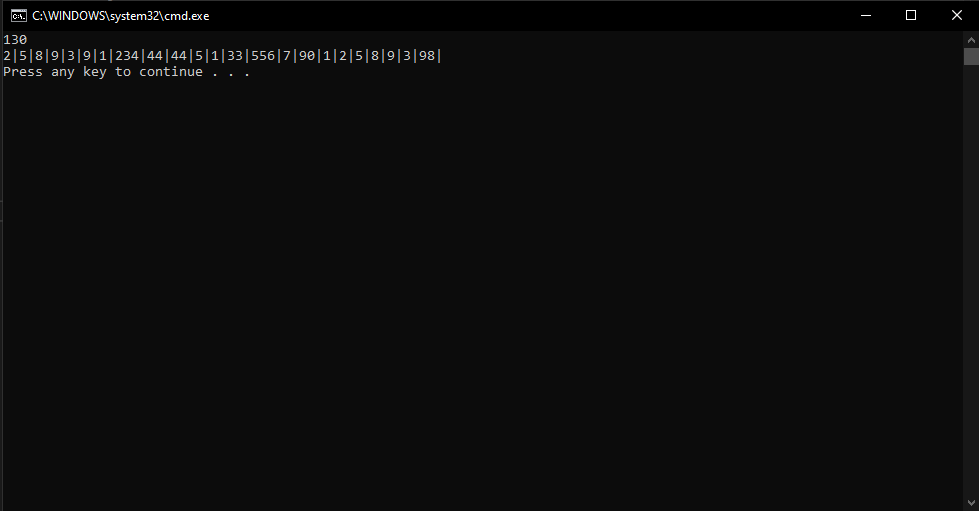 C:\WINDOWS\system32\cmd.exe
130
2|5|8|9|3|9|1|234|44|44|5|1|33|556|7|90|1|2|5|8|9|3|98|
Press any key to continue . . .